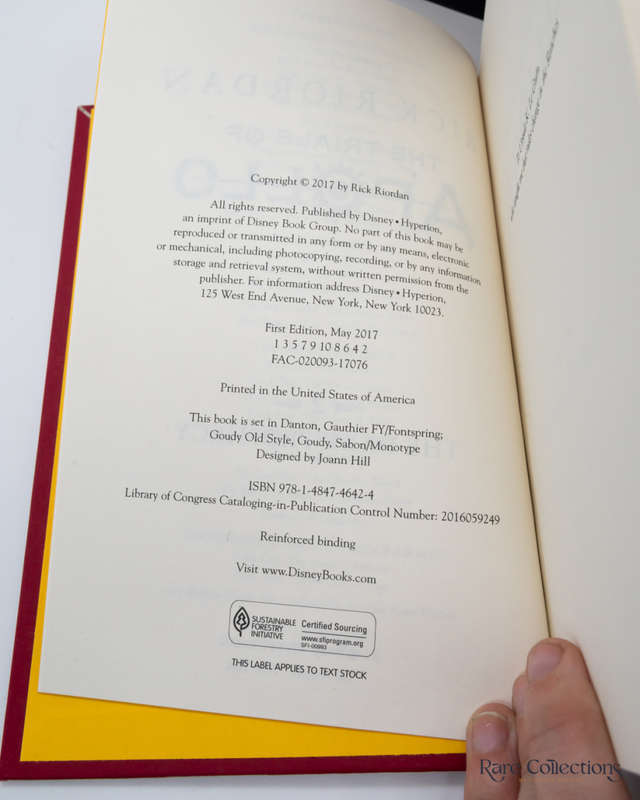 Copyright © 2017 by Rick Riordan
All rights reserved. Published by Disney • Hyperion,
an imprint of Disney Book Group. No part of this book may be
reproduced or transmitted in any form or by any means, electronic
or mechanical, including photocopying, recording, or by any information
storage and retrieval system, without written permission from the
publisher. For information address Disney • Hyperion,
125 West End Avenue, New York, New York 10023.
First Edition, May 2017
1 3 5 7 9 10 8 6 4 2
FAC-020093-17076
Printed in the United States of America
This book is set in Danton, Gauthier FY/Fontspring;
Goudy Old Style, Goudy, Sabon/Monotype
Designed by Joann Hill
ISBN 978-1-4847-4642-4
Library of Congress Cataloging-in-Publication Control Number: 2016059249
Reinforced binding
Visit www.DisneyBooks.com
SUSTAINABLE
FORESTRY
INITIATIVE
Certified Sourcing
www.sfiprogram.org
SFI-00993
THIS LABEL APPLIES TO TEXT STOCK
Rare Collections